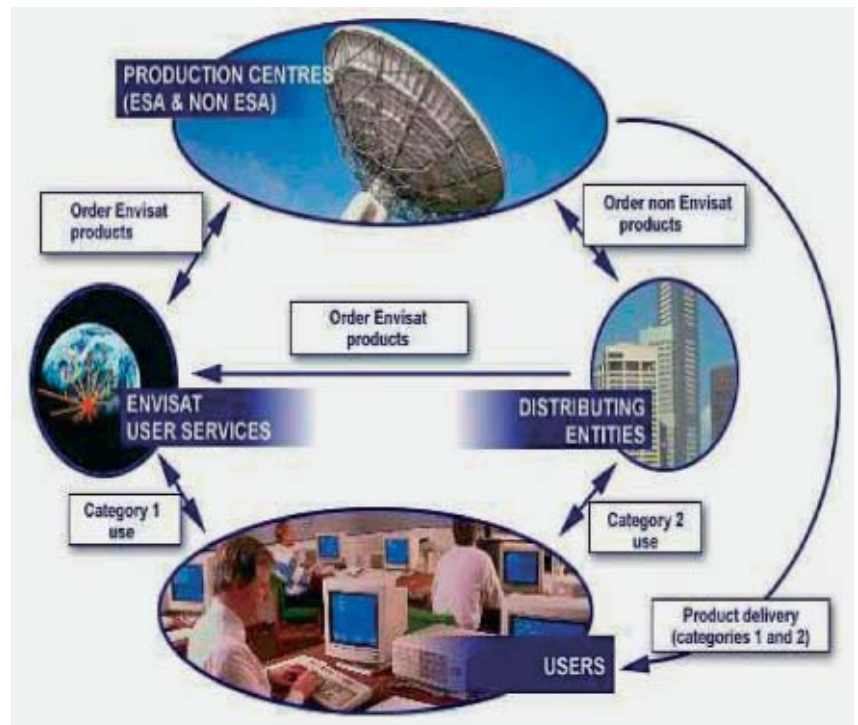 PRODUCTION CENTRES
(ESA & NON ESA)
Order Envisat
products
Order non Envisat
products
Order Envisat
products
ENVISAT
USER SERVICES
DISTRIBUTING
ENTITIES
Category 1
use
Category 2
use
Product delivery
(categories 1 and 2)
USERS